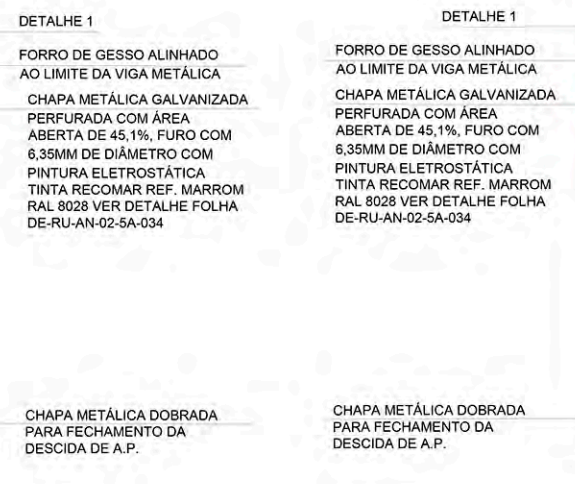 DETALHE 1
FORRO DE GESSO ALINHADO
AO LIMITE DA VIGA METÁLICA
CHAPA METÁLICA GALVANIZADA
PERFURADA COM ÁREA
ABERTA DE 45,1%, FURO COM
6,35MM DE DIÂMETRO COM
PINTURA ELETROSTÁTICA
TINTA RECOMAR REF. MARROM
RAL 8028 VER DETALHE FOLHA
DE-RU-AN-02-5A-034
CHAPA METÁLICA DOBRADA
PARA FECHAMENTO DA
DESCIDA DE A.P.
DETALHE 1
FORRO DE GESSO ALINHADO
AO LIMITE DA VIGA METÁLICA
CHAPA METÁLICA GALVANIZADA
PERFURADA COM ÁREA
ABERTA DE 45,1%, FURO COM
6,35MM DE DIÂMETRO COM
PINTURA ELETROSTÁTICA
TINTA RECOMAR REF. MARROM
RAL 8028 VER DETALHE FOLHA
DE-RU-AN-02-5A-034
CHAPA METÁLICA DOBRADA
PARA FECHAMENTO DA
DESCIDA DE A.P.